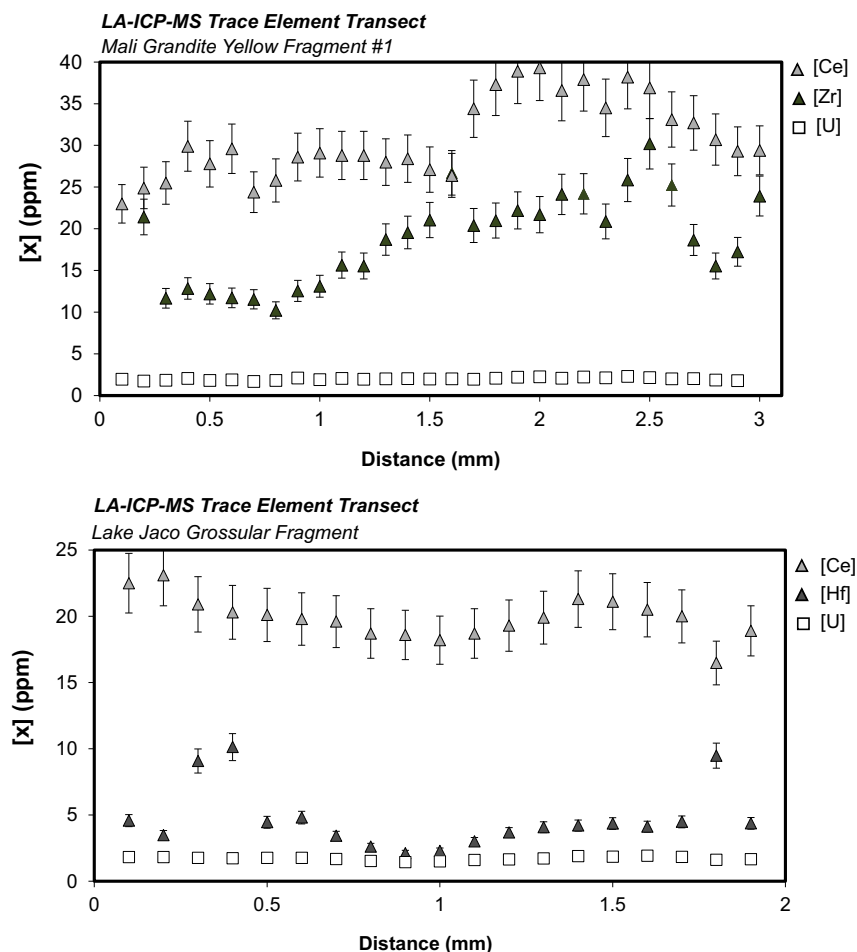 LA-ICP-MS Trace Element Transect
Mali Grandite Yellow Fragment #1
40
35
30
25
20
15
10
5
0
[x] (ppm)
0
0.5
1
1.5
2
2.5
3
Distance (mm)
[Ce]
[Zr]
[U]
LA-ICP-MS Trace Element Transect
Lake Jaco Grossular Fragment
25
20
15
10
5
0
[x] (ppm)
0
0.5
1
1.5
2
Distance (mm)
[Ce]
[Hf]
[U]